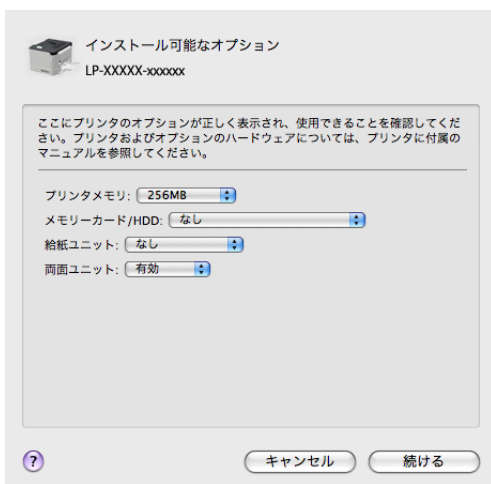 インストール可能なオプション
LP-XXXXX-xxxxxx
ここにプリンタのオプションが正しく表示され、使用できることを確認してくだ
さい。プリンタおよびオプションのハードウェアについては、プリンタに付属の
マニュアルを参照してください。
プリンタメモリ: 256MB
メモリーカード/HDD: なし
給紙ユニット: なし
両面ユニット: 有効
? キャンセル 続ける